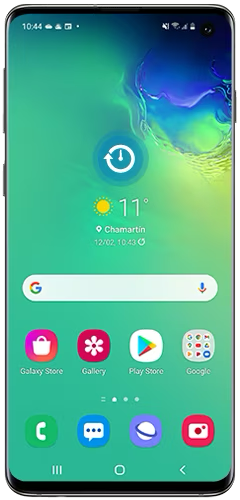 10:44
11°
Chamartín
12/02, 10:43
G
Galaxy Store
Gallery
Play Store
Google